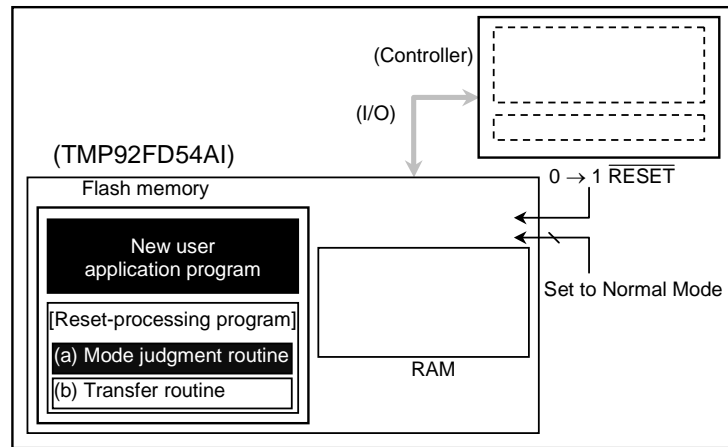 (Controller)
(I/O)
(TMP92FD54AI)
0 → 1 RESET
Flash memory
New user
application program
Set to Normal Mode
[Reset-processing program]
(a) Mode judgment routine
RAM
(b) Transfer routine